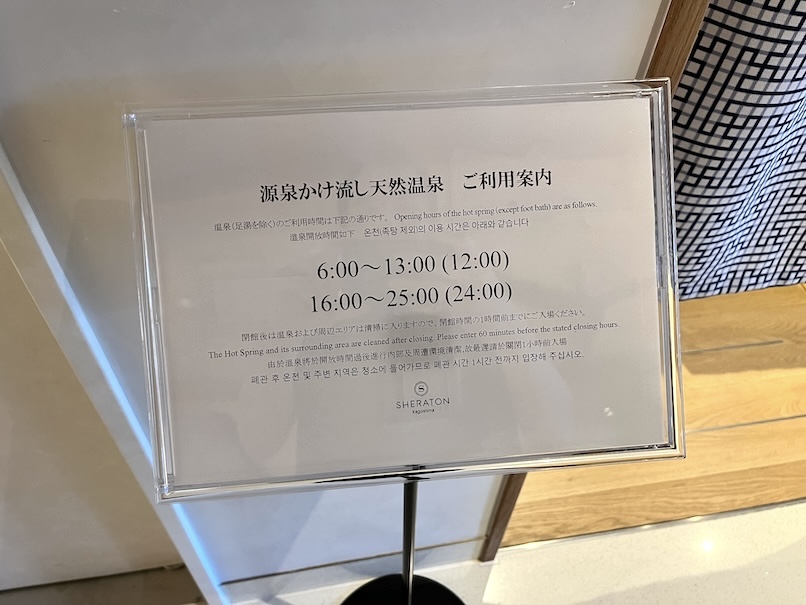 源泉かけ流し天然温泉　ご利用案内
温泉（足湯を除く）のご利用時間は下記の通りです。 Opening hours of the hot spring (except foot bath) are as follows.
溫泉開放時間如下　온천(족탕 제외)의 이용 시간은 아래와 같습니다
6:00～13:00 (12:00)
16:00～25:00 (24:00)
閉館後は温泉および周辺エリアは清掃に入りますので、閉館時間の1時間前までにご入場ください。
The Hot Spring and its surrounding area are cleaned after closing. Please enter 60 minutes before the stated closing hours.
由於溫泉將於開放時間過後進行內部及周遭環境清潔,故最遲請於關閉1小時前入場
폐관 후 온천 및 주변 지역은 청소에 들어가므로 폐관 시간 1시간 전까지 입장해 주십시오.
S
SHERATON
Kagoshima